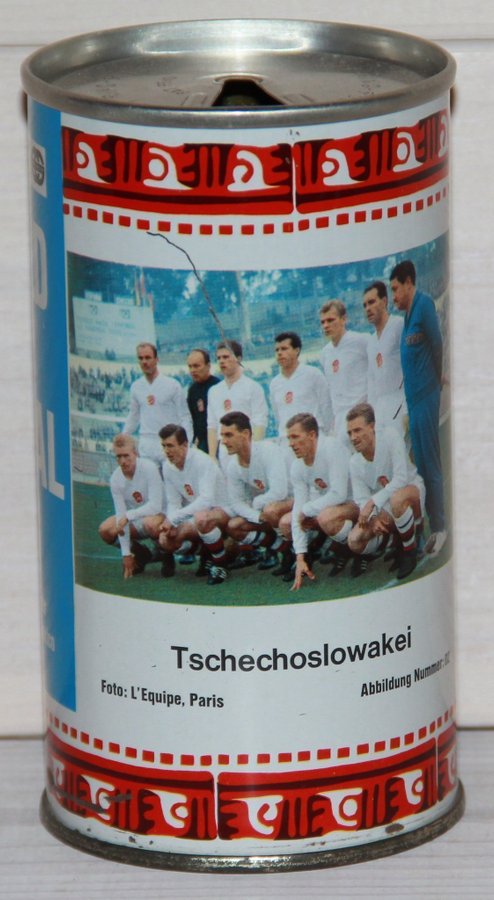 Tschechoslowakei
Foto: L'Equipe, Paris
Abbildung Nummer: